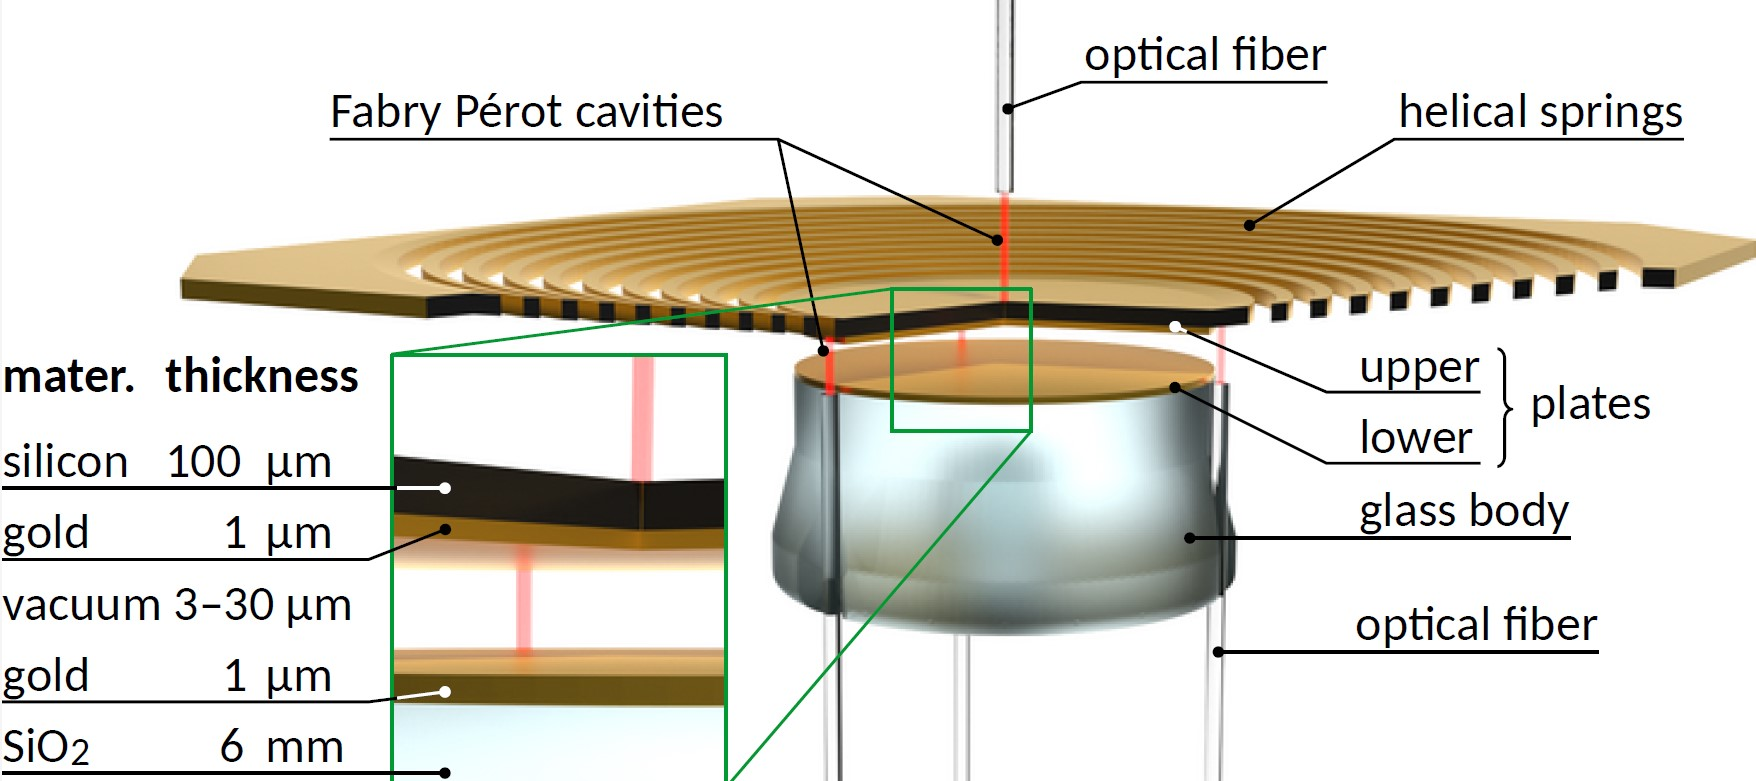 optical fiber
Fabry Pérot cavities
helical springs
mater. thickness
silicon 100 µm
gold 1 µm
vacuum 3–30 µm
gold 1 µm
SiO2 6 mm
upper
lower
plates
glass body
optical fiber